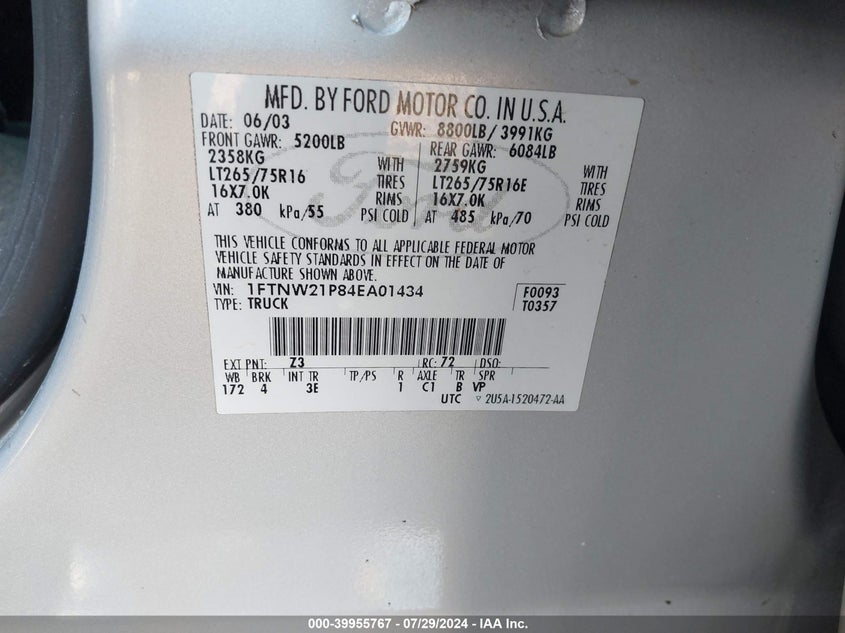 MFD. BY FORD MOTOR CO. IN U.S.A.
DATE: 06/03 GVWR: 8800LB/ 3991KG
FRONT GAWR: 5200LB REAR GAWR: 6084LB
2358KG WITH 2759KG WITH
LT265/75R16 TIRES LT265/75R16E TIRES
16X7.0K RIMS 16X7.0K RIMS
AT 380 kPa/55 PSI COLD AT 485 kPa/70 PSI COLD
Ford
THIS VEHICLE CONFORMS TO ALL APPLICABLE FEDERAL MOTOR
VEHICLE SAFETY STANDARDS IN EFFECT ON THE DATE OF
MANUFACTURE SHOWN ABOVE.
VIN: 1FTNW21P84EA01434 F0093
TYPE: TRUCK T0357
EXT PNT: Z3 RC: 72 DSO:
WB BRK INT TR TP/PS R AXLE TR SPR
172 4 3E 1 C1 B VP
UTC ▽ 2U5A-1520472-AA
000-39955767 - 07/29/2024 - IAA Inc.